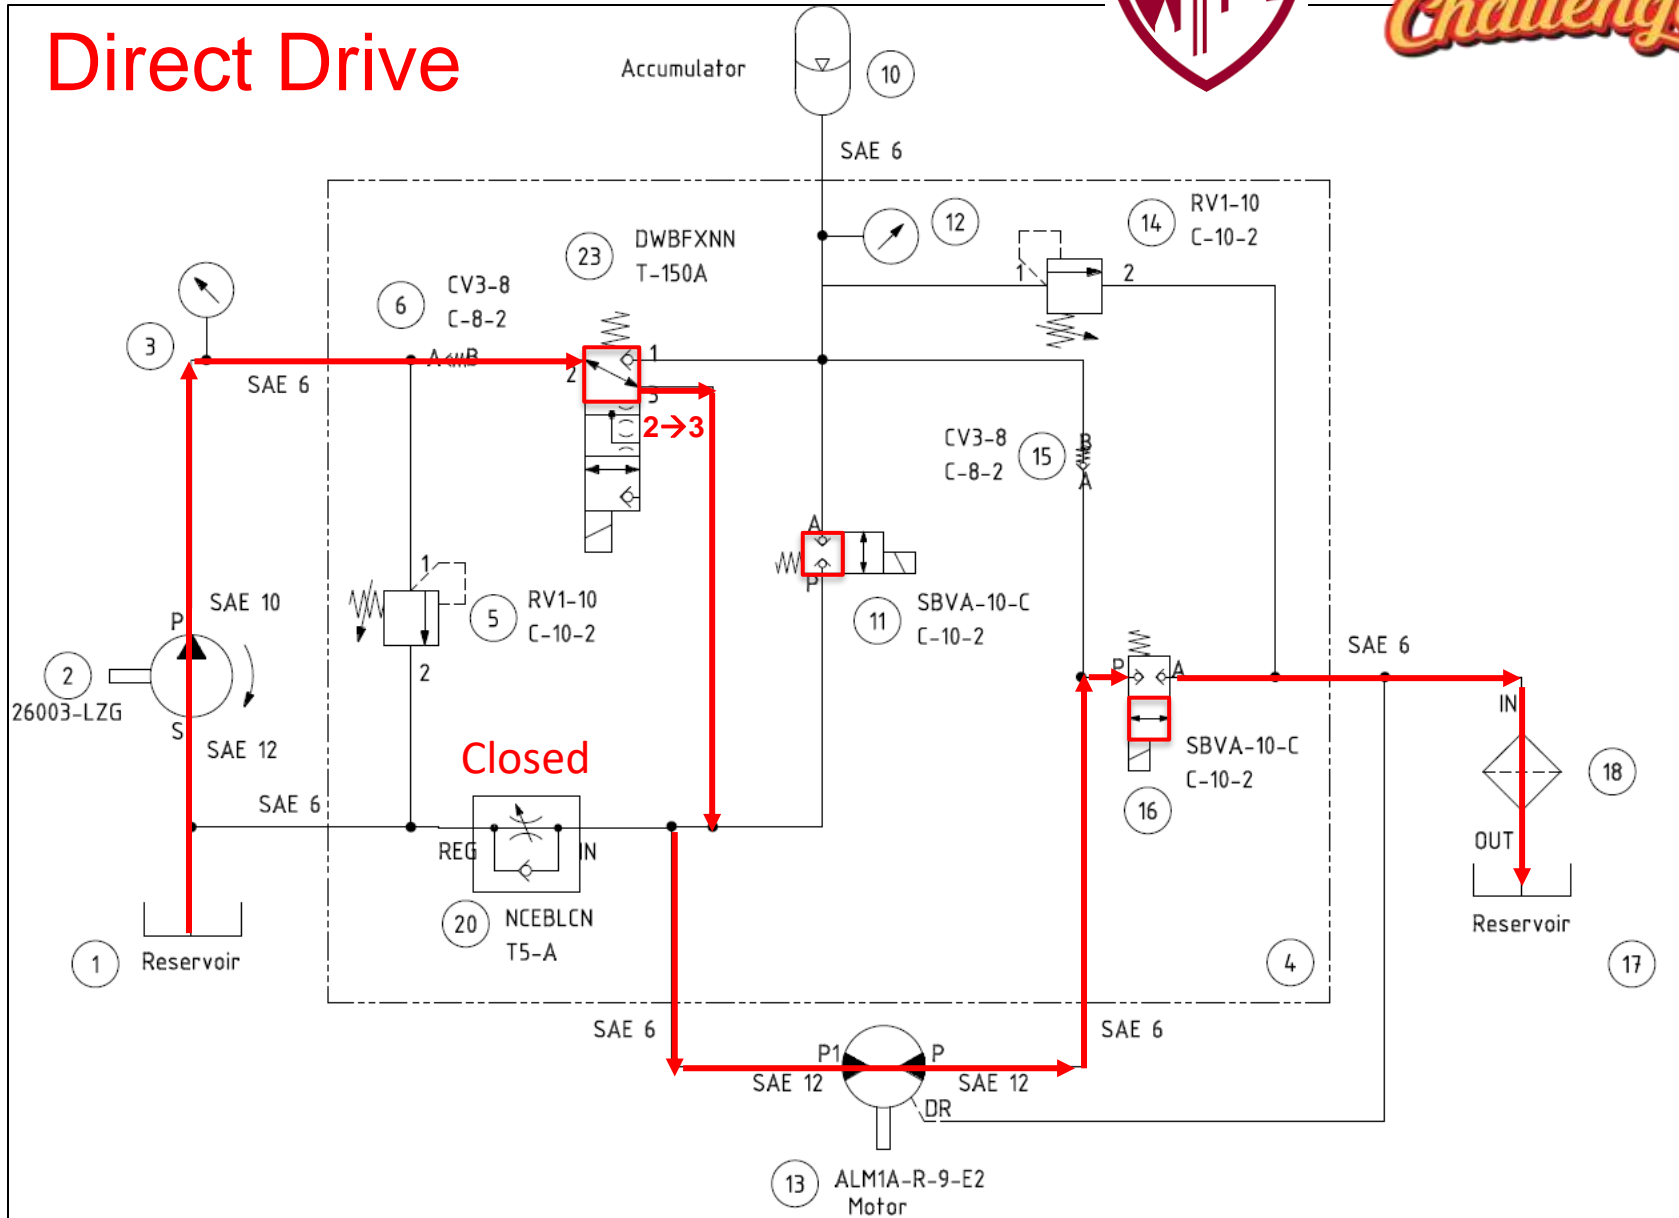 Direct Drive
Challenge
Accumulator
10
SAE 6
RV1-10
C-10-2
14
12
DWBFXNN
T-150A
23
1
2
CV3-8
C-8-2
6
3
A
B
1
2
3
SAE 6
2→3
CV3-8
C-8-2
15
B
A
A
P
1
SAE 10
P
RV1-10
C-10-2
5
SBVA-10-C
C-10-2
11
2
SAE 6
P
A
2
26003-LZG
S
SAE 12
IN
Closed
SBVA-10-C
C-10-2
18
SAE 6
16
REG
IN
OUT
20
NCEBLCN
T5-A
Reservoir
1
Reservoir
4
17
SAE 6
SAE 6
P1
P
SAE 12
SAE 12
DR
13
ALM1A-R-9-E2
Motor